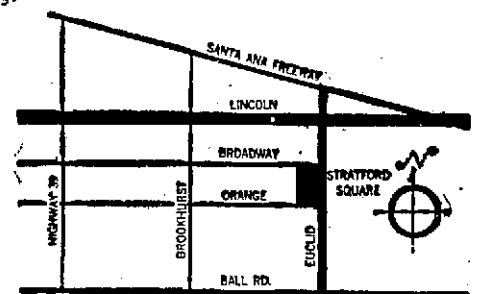 SANTA ANA FREEWAY
LINCOLN
BROADWAY
STRATFORD
SQUARE
ORANGE
HIGHWAY 39
BROOKHURST
EUCLID
BALL RD.
N